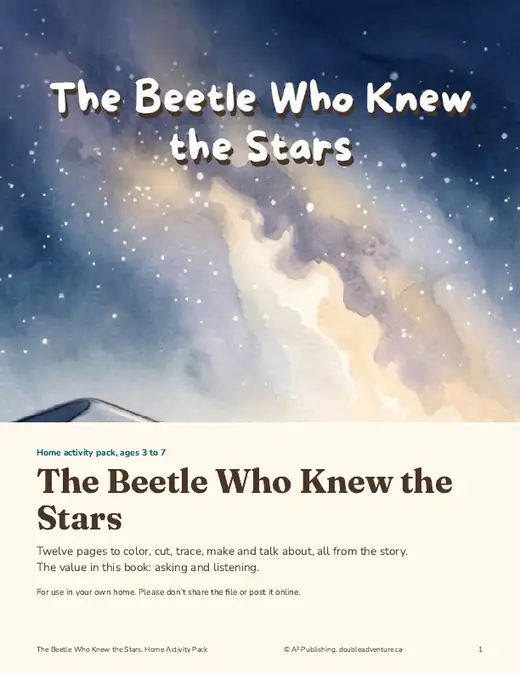 The Beetle Who Knew
the Stars
Home activity pack, ages 3 to 7
The Beetle Who Knew the
Stars
Twelve pages to color, cut, trace, make and talk about, all from the story.
The value in this book: asking and listening.
For use in your own home. Please don't share the file or post it online.
The Beetle Who Knew the Stars. Home Activity Pack
© A² Publishing. doubleadventure.ca
1